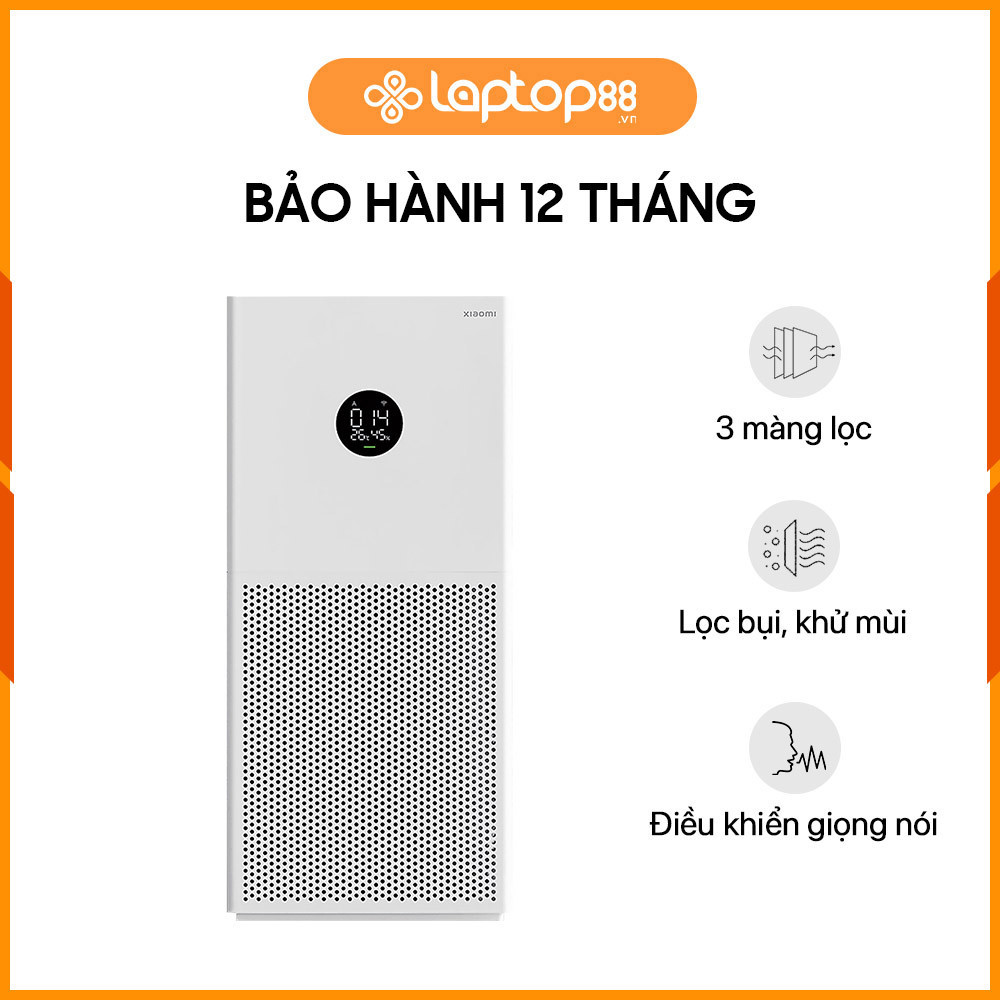 Laptop88
.vn
BẢO HÀNH 12 THÁNG
xiaomi
A
014
26℃ 45%
3 màng lọc
Lọc bụi, khử mùi
Điều khiển giọng nói